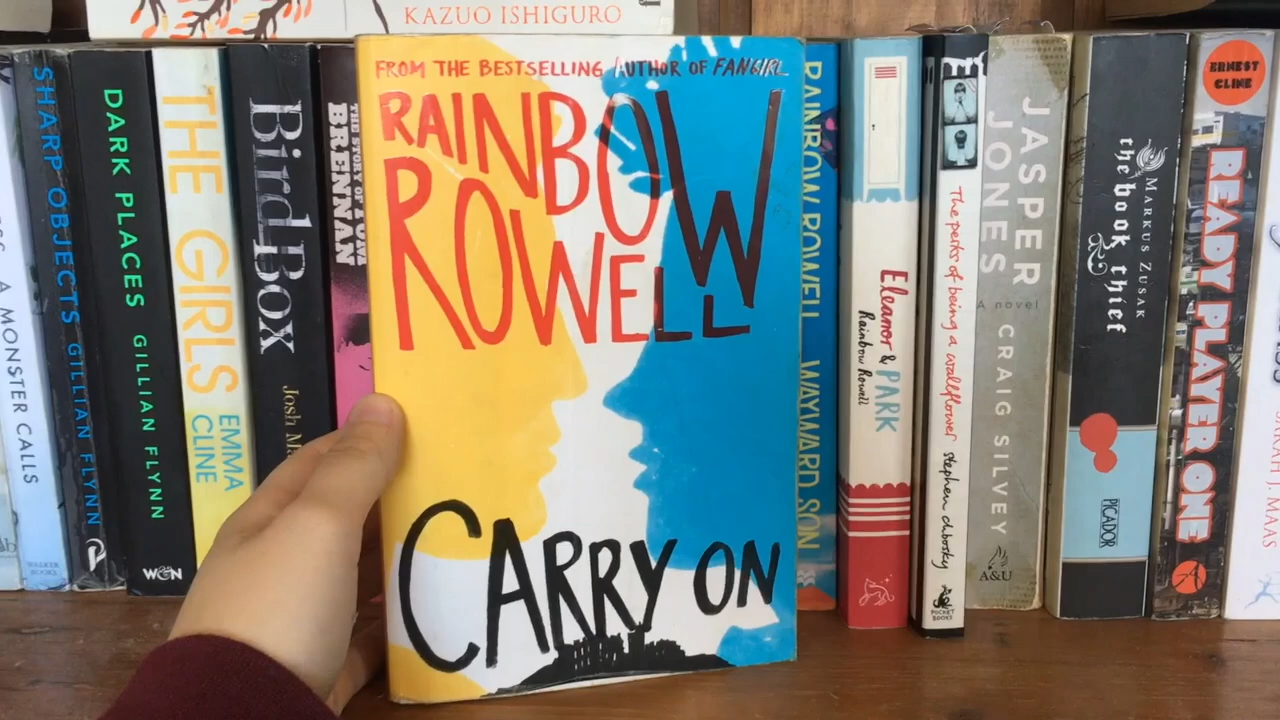 KAZUO ISHIGURO
A MONSTER CALLS
WALKER BOOKS
SHARP OBJECTS GILLIAN FLYNN
DARK PLACES GILLIAN FLYNN
W&N
THE GIRLS
EMMA
CLINE
Bird Box
Josh
THE STORY OF A
BRENNAN
FROM THE BESTSELLING AUTHOR OF FANGIRL
RAINBOW
ROWELL
CARRY ON
RAINBOW ROWELL WAYWARD SON
Eleanor & PARK
Rainbow Rowell
The perks of being a wallflower stephen chbosky
POCKET
BOOKS
JASPER
JONES
A novel
CRAIG SILVEY
A&U
MARKUS ZUSAK
the book thief
PICADOR
ERNEST
CLINE
READY PLAYER ONE
SARAH J. MAAS